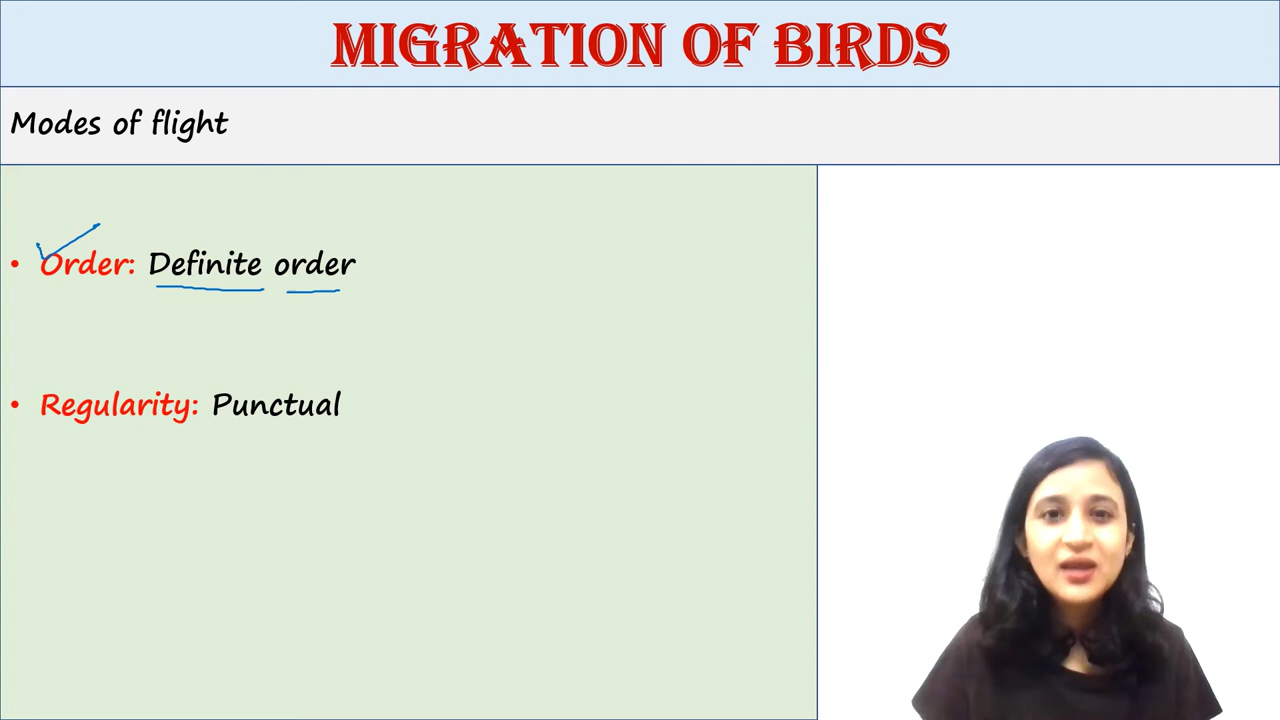 MIGRATION OF BIRDS
Modes of flight
• Order: Definite order
• Regularity: Punctual